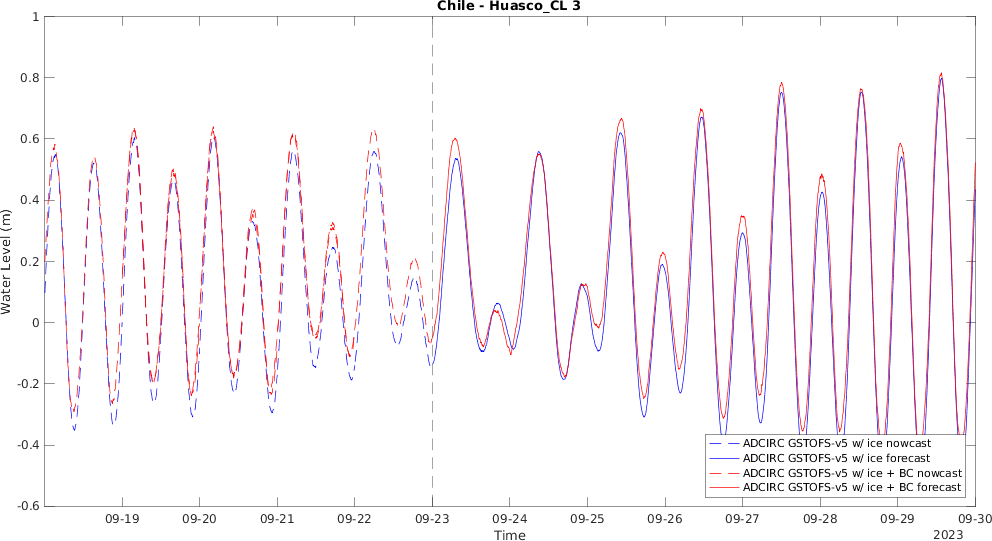 Chile - Huasco_CL 3
1
0.8
0.6
0.4
0.2
0
-0.2
-0.4
-0.6
Water Level (m)
ADCIRC GSTOFS-v5 w/ ice nowcast
ADCIRC GSTOFS-v5 w/ ice forecast
ADCIRC GSTOFS-v5 w/ ice + BC nowcast
ADCIRC GSTOFS-v5 w/ ice + BC forecast
09-19 09-20 09-21 09-22 09-23 09-24 09-25 09-26 09-27 09-28 09-29 09-30
Time
2023